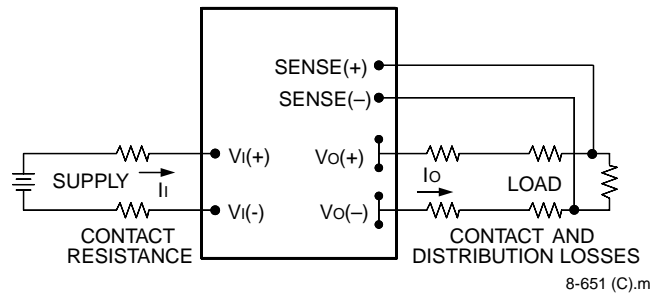 SENSE(+)
SENSE(–)
VI(+)
VO(+)
SUPPLY
II
IO
LOAD
VI(-)
VO(–)
CONTACT
RESISTANCE
CONTACT AND
DISTRIBUTION LOSSES
8-651 (C).m